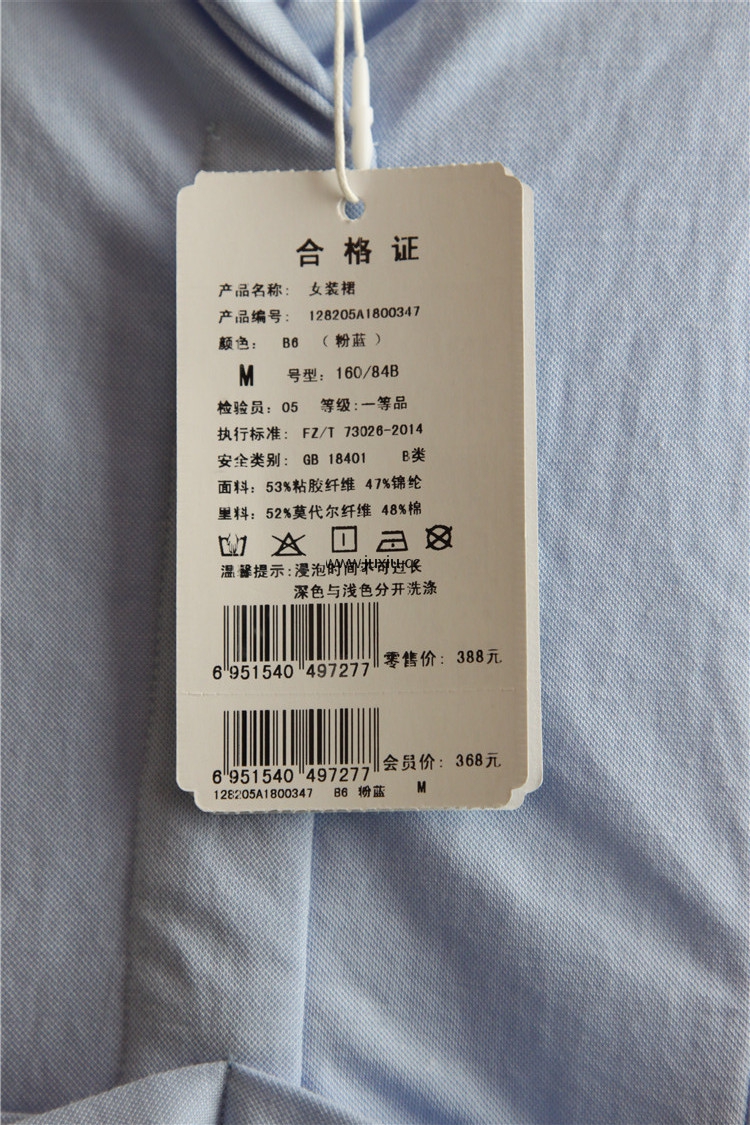 合格证
产品名称: 女装裙
产品编号: 128205A1800347
颜色: B6 (粉蓝)
M 号型: 160/84B
检验员: 05 等级:一等品
执行标准: FZ/T 73026-2014
安全类别: GB 18401 B类
面料: 53%粘胶纤维 47%锦纶
里料: 52%莫代尔纤维 48%棉
www.juxiu.cc
温馨提示:浸泡时间不可过长
深色与浅色分开洗涤
6 951540 497277 零售价: 388元
6 951540 497277 会员价: 368元
128205A1800347 B6 粉蓝 M